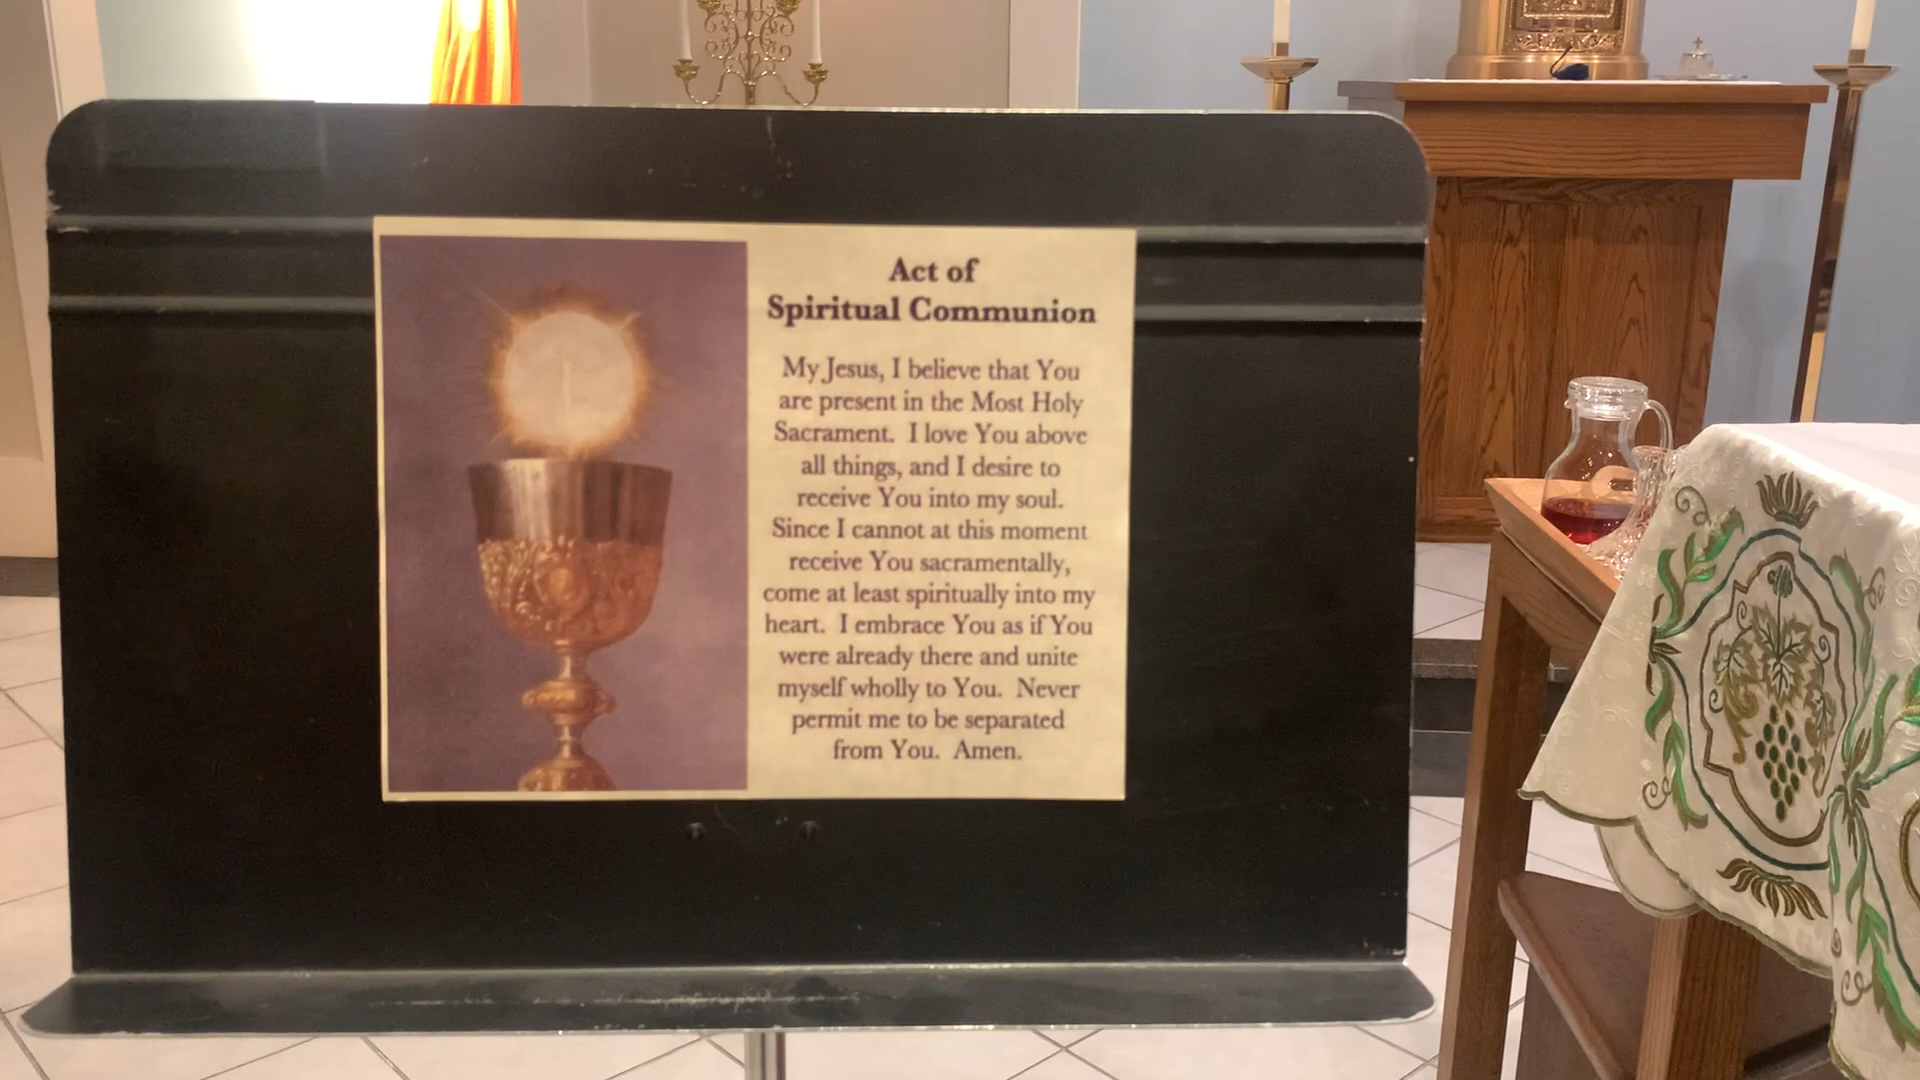 Act of
Spiritual Communion
My Jesus, I believe that You
are present in the Most Holy
Sacrament. I love You above
all things, and I desire to
receive You into my soul.
Since I cannot at this moment
receive You sacramentally,
come at least spiritually into my
heart. I embrace You as if You
were already there and unite
myself wholly to You. Never
permit me to be separated
from You. Amen.